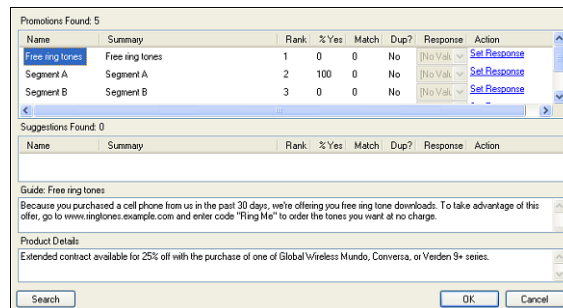 Promotions Found: 5
Name Summary Rank % Yes Match Dup? Response Action
Free ring tones Free ring tones 1 0 0 No [No Valu Set Response
Segment A Segment A 2 100 0 No [No Valu Set Response
Segment B Segment B 3 0 0 No [No Valu Set Response
Suggestions Found: 0
Name Summary Rank % Yes Match Dup? Response Action
Guide: Free ring tones
Because you purchased a cell phone from us in the past 30 days, we're offering you free ring tone downloads. To take advantage of this
offer, go to www.ringtones.example.com and enter code "Ring Me" to order the tones you want at no charge.
Product Details
Extended contract available for 25% off with the purchase of one of Global Wireless Mundo, Conversa, or Verden 9+ series.
Search OK Cancel